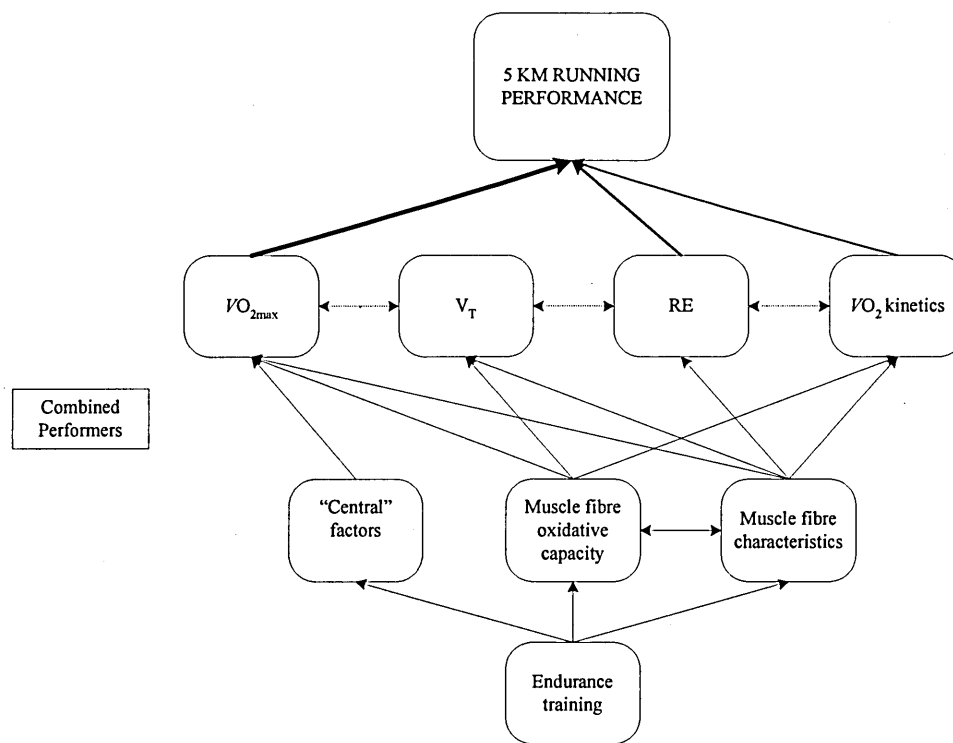 5 KM RUNNING
PERFORMANCE
VO2max
VT
RE
VO2 kinetics
Combined
Performers
“Central”
factors
Muscle fibre
oxidative
capacity
Muscle fibre
characteristics
Endurance
training